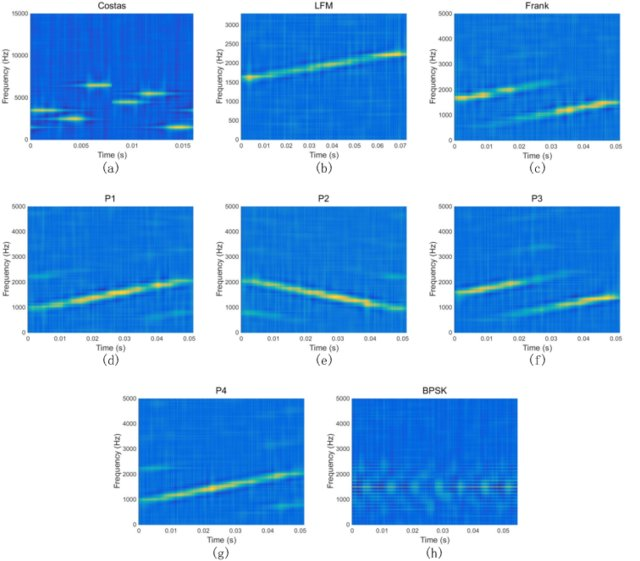 Costas
15000
10000
5000
0
Frequency (Hz)
0 0.005 0.01 0.015
Time (s)
(a)
LFM
3000
2500
2000
1500
1000
500
0
Frequency (Hz)
0 0.01 0.02 0.03 0.04 0.05 0.06 0.07
Time (s)
(b)
Frank
5000
4000
3000
2000
1000
0
Frequency (Hz)
0 0.01 0.02 0.03 0.04 0.05
Time (s)
(c)
P1
5000
4000
3000
2000
1000
0
Frequency (Hz)
0 0.01 0.02 0.03 0.04 0.05
Time (s)
(d)
P2
5000
4000
3000
2000
1000
0
Frequency (Hz)
0 0.01 0.02 0.03 0.04 0.05
Time (s)
(e)
P3
5000
4000
3000
2000
1000
0
Frequency (Hz)
0 0.01 0.02 0.03 0.04 0.05
Time (s)
(f)
P4
5000
4000
3000
2000
1000
0
Frequency (Hz)
0 0.01 0.02 0.03 0.04 0.05
Time (s)
(g)
BPSK
5000
4000
3000
2000
1000
0
Frequency (Hz)
0 0.01 0.02 0.03 0.04 0.05
Time (s)
(h)